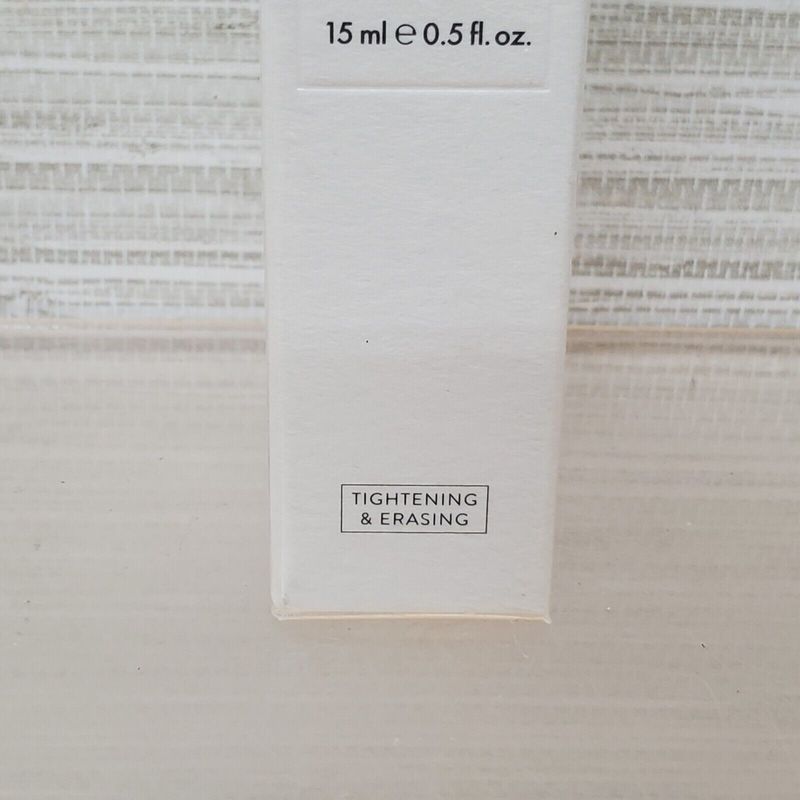 15 ml ℮ 0.5 fl. oz.
TIGHTENING
& ERASING